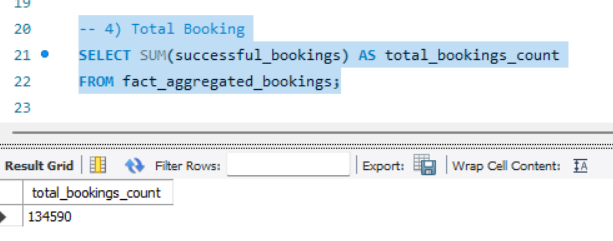 19
20 -- 4) Total Booking
21 SELECT SUM(successful_bookings) AS total_bookings_count
22 FROM fact_aggregated_bookings;
23
Result Grid Filter Rows: Export: Wrap Cell Content: IA
total_bookings_count
134590